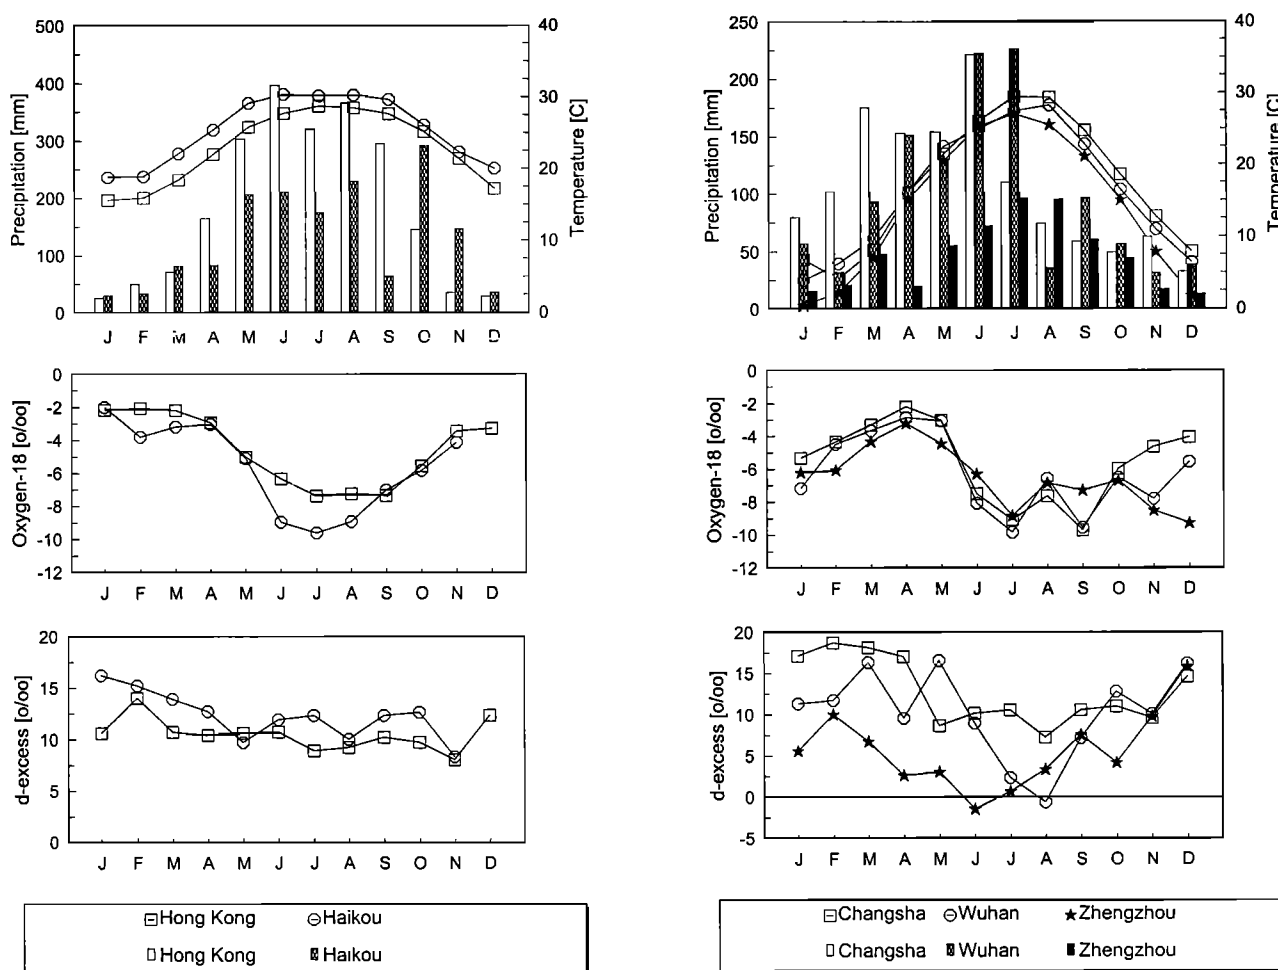 500
400
300
200
100
0
Precipitation [mm]
40
30
20
10
0
Temperature [C]
J F M A M J J A S O N D
-0
-2
-4
-6
-8
-10
-12
Oxygen-18 [o/oo]
J F M A M J J A S O N D
20
15
10
5
0
d-excess [o/oo]
J F M A M J J A S O N D
Hong Kong Haikou
Hong Kong Haikou
250
200
150
100
50
0
Precipitation [mm]
40
30
20
10
0
Temperature [C]
J F M A M J J A S O N D
-0
-2
-4
-6
-8
-10
-12
Oxygen-18 [o/oo]
J F M A M J J A S O N D
20
15
10
5
0
-5
d-excess [o/oo]
J F M A M J J A S O N D
Changsha Wuhan Zhengzhou
Changsha Wuhan Zhengzhou